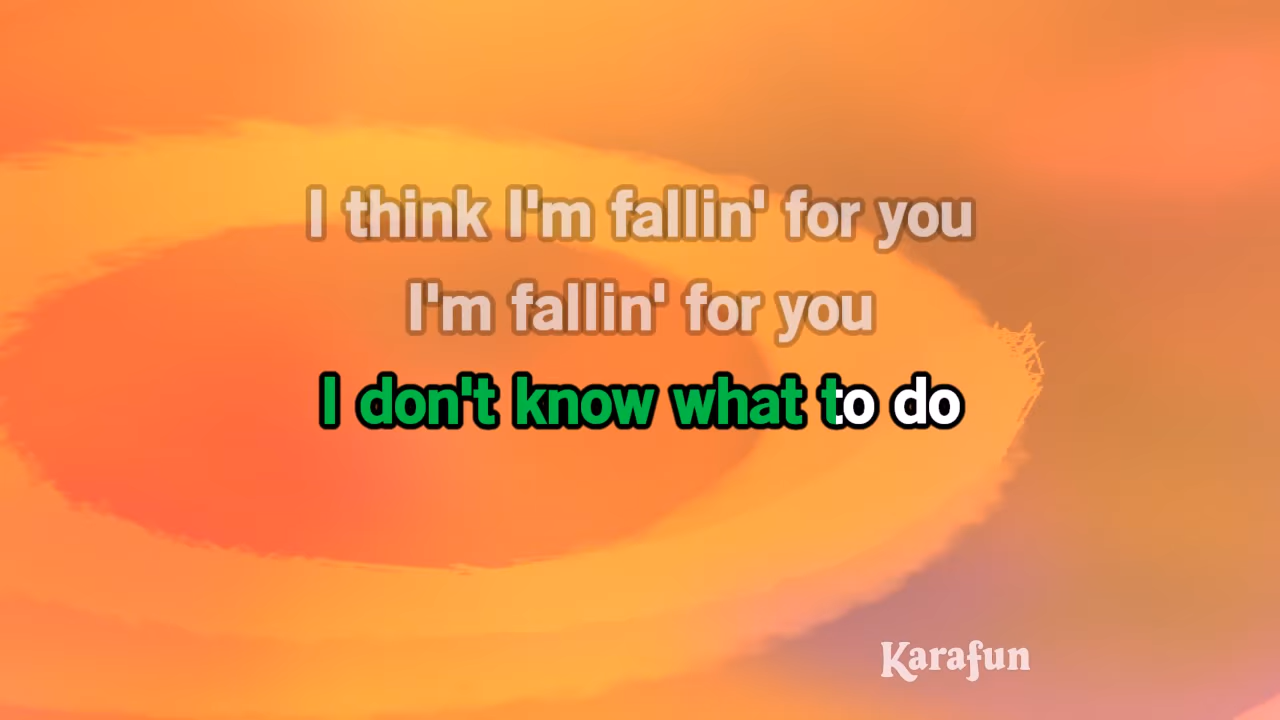 I think I'm fallin' for you
I'm fallin' for you
I don't know what to do
Karafun